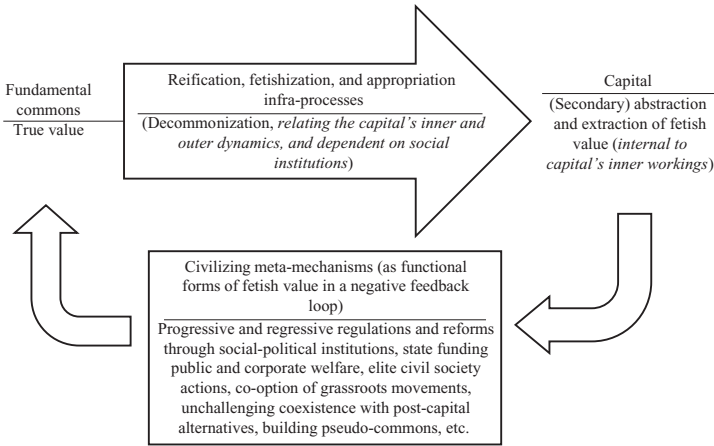 Fundamental
commons
True value
Reification, fetishization, and appropriation
infra-processes
(Decommonization, relating the capital's inner and
outer dynamics, and dependent on social
institutions)
Capital
(Secondary) abstraction
and extraction of fetish
value (internal to
capital's inner workings)
Civilizing meta-mechanisms (as functional
forms of fetish value in a negative feedback
loop)
Progressive and regressive regulations and reforms
through social-political institutions, state funding
public and corporate welfare, elite civil society
actions, co-option of grassroots movements,
unchallenging coexistence with post-capital
alternatives, building pseudo-commons, etc.